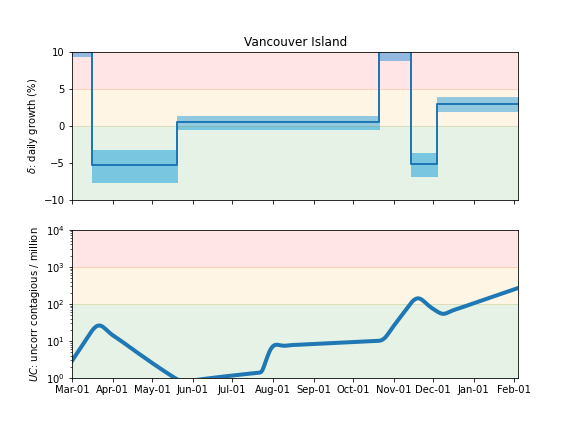 Vancouver Island
δ: daily growth (%)
10
5
0
−5
−10
UC: uncorr contagious / million
10⁴
10³
10²
10¹
10⁰
Mar-01 Apr-01 May-01 Jun-01 Jul-01 Aug-01 Sep-01 Oct-01 Nov-01 Dec-01 Jan-01 Feb-01